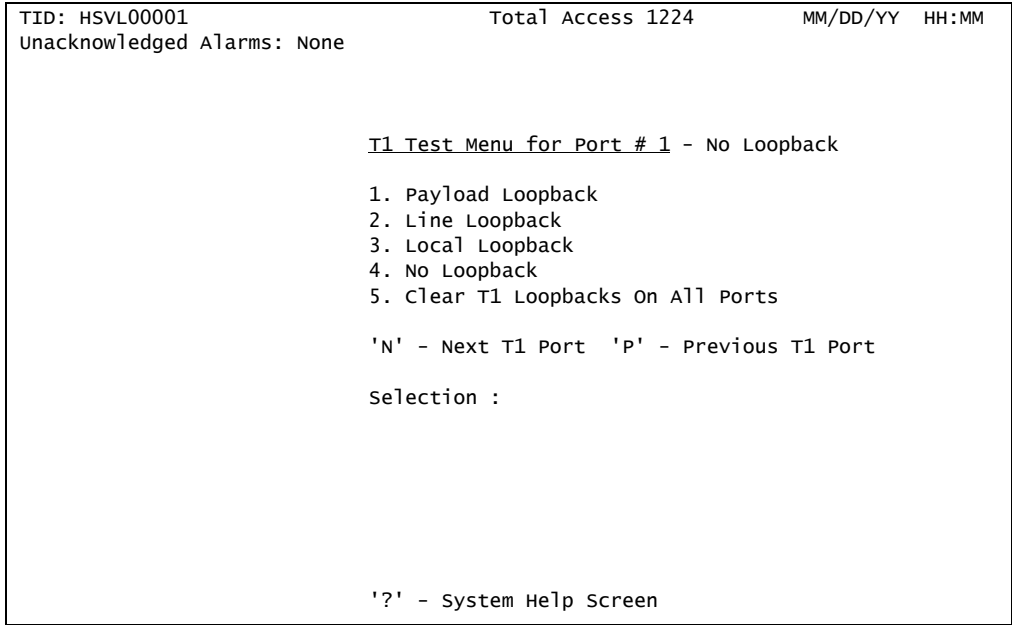 TID: HSVL00001 Total Access 1224 MM/DD/YY HH:MM
Unacknowledged Alarms: None
T1 Test Menu for Port # 1 - No Loopback
1. Payload Loopback
2. Line Loopback
3. Local Loopback
4. No Loopback
5. Clear T1 Loopbacks On All Ports
'N' - Next T1 Port 'P' - Previous T1 Port
Selection :
'?' - System Help Screen